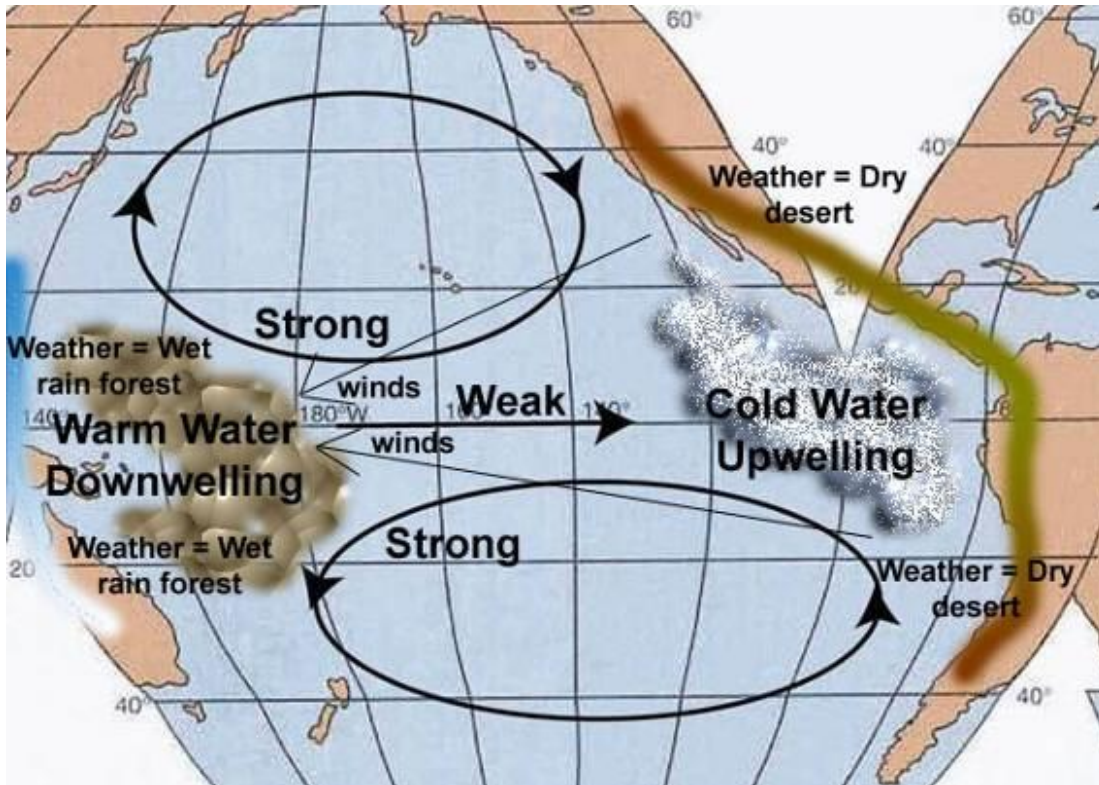 60°
60°
40°
40°
Weather = Dry
desert
20
Strong
Weather = Wet
rain forest
winds
Weak
Cold Water
Upwelling
140°
180°W
160
Warm Water
Downwelling
winds
Weather = Wet
rain forest
Strong
20
Weather = Dry
desert
40°
40°